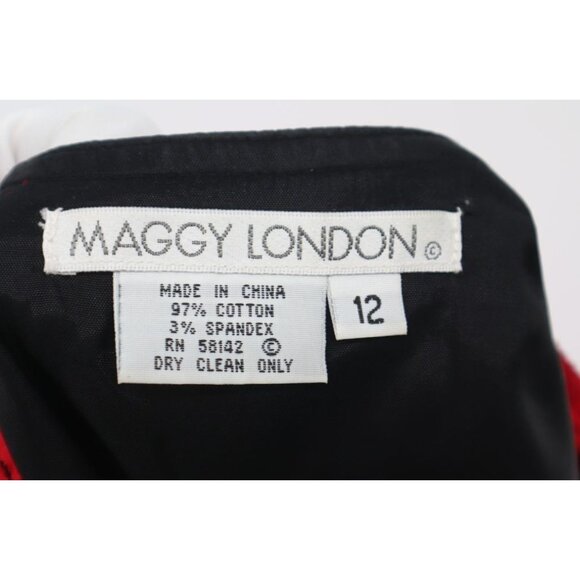 MAGGY LONDON ©
MADE IN CHINA
97% COTTON
3% SPANDEX
RN 58142 ©
DRY CLEAN ONLY
12